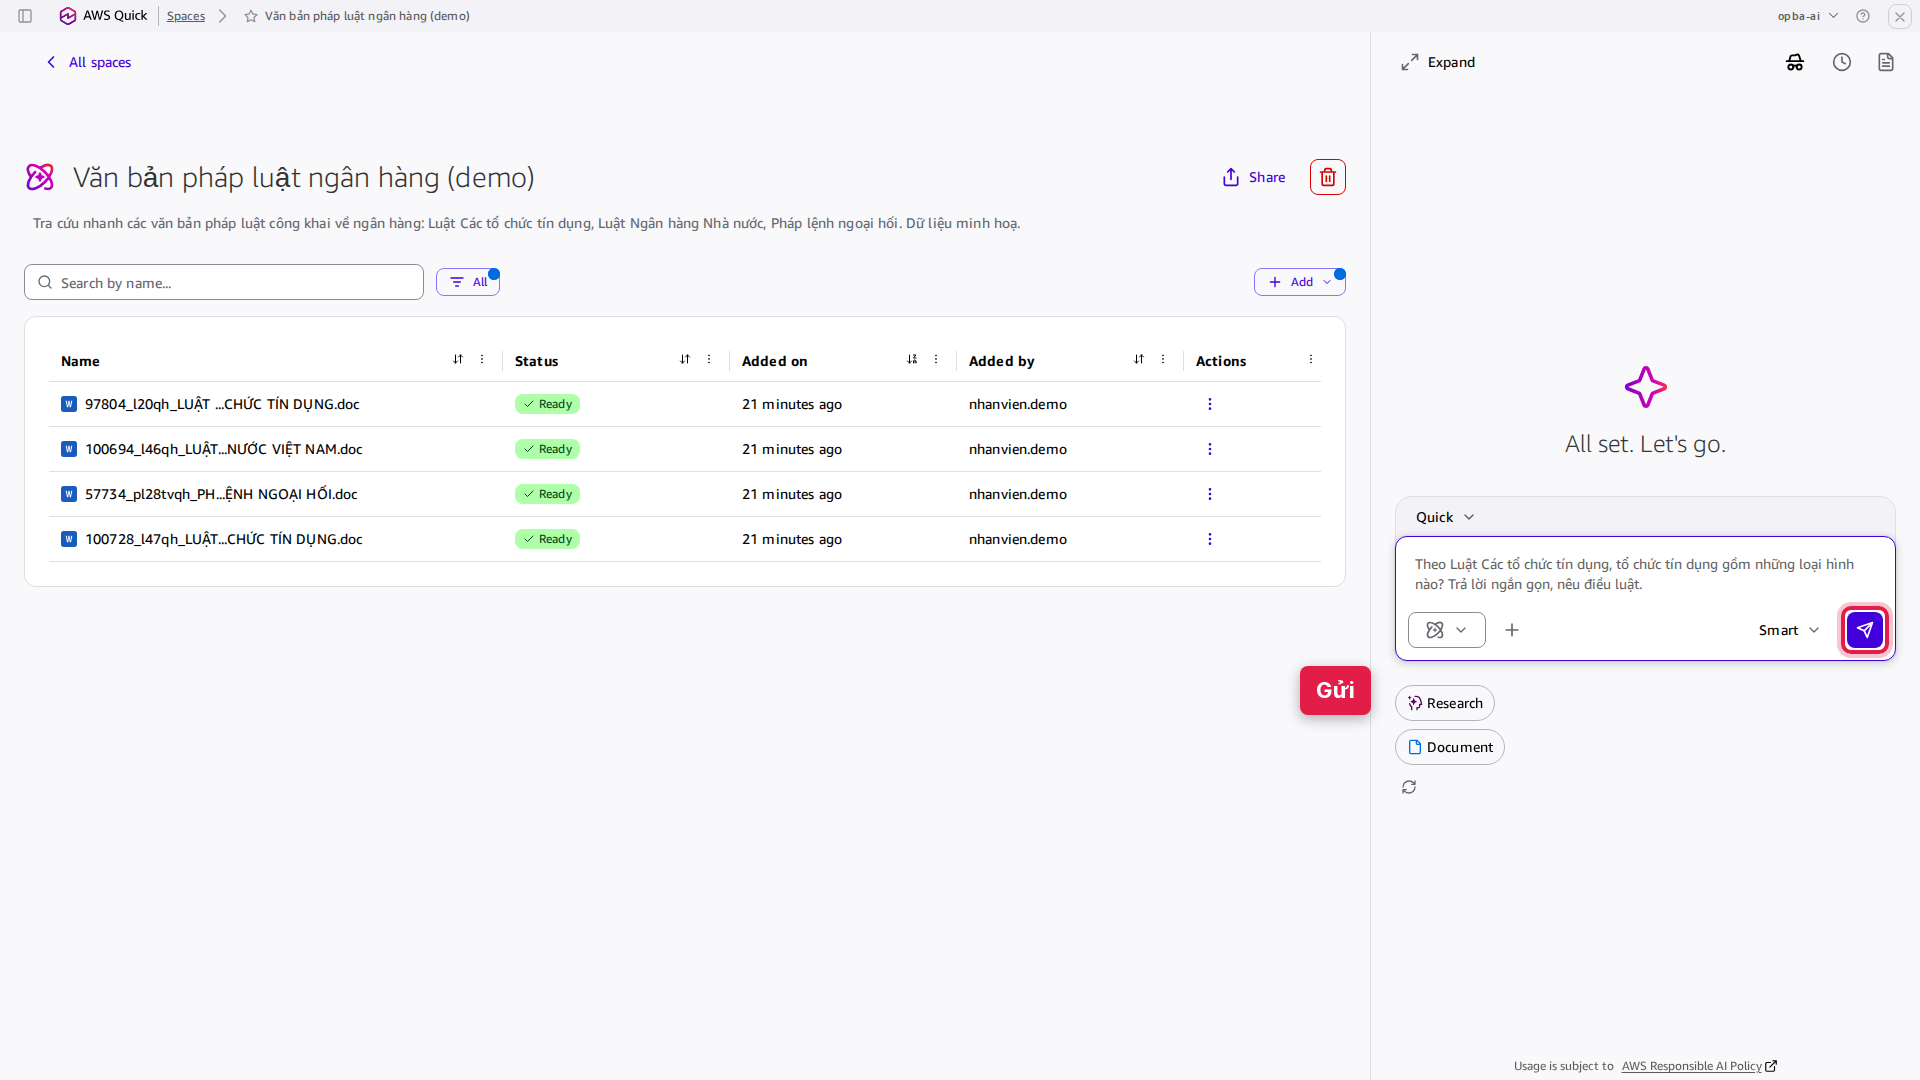 AWS Quick
Spaces
Văn bản pháp luật ngân hàng (demo)
opba-ai
All spaces
Expand
Văn bản pháp luật ngân hàng (demo)
Share
Tra cứu nhanh các văn bản pháp luật công khai về ngân hàng: Luật Các tổ chức tín dụng, Luật Ngân hàng Nhà nước, Pháp lệnh ngoại hối. Dữ liệu minh hoạ.
Search by name...
All
Add
Name Status Added on Added by Actions
97804_l20qh_LUẬT ...CHỨC TÍN DỤNG.doc Ready 21 minutes ago nhanvien.demo
100694_l46qh_LUẬT...NƯỚC VIỆT NAM.doc Ready 21 minutes ago nhanvien.demo
57734_pl28tvqh_PH...ỆNH NGOẠI HỐI.doc Ready 21 minutes ago nhanvien.demo
100728_l47qh_LUẬT...CHỨC TÍN DỤNG.doc Ready 21 minutes ago nhanvien.demo
All set. Let's go.
Quick
Theo Luật Các tổ chức tín dụng, tổ chức tín dụng gồm những loại hình
nào? Trả lời ngắn gọn, nêu điều luật.
Smart
Gửi
Research
Document
Usage is subject to AWS Responsible AI Policy